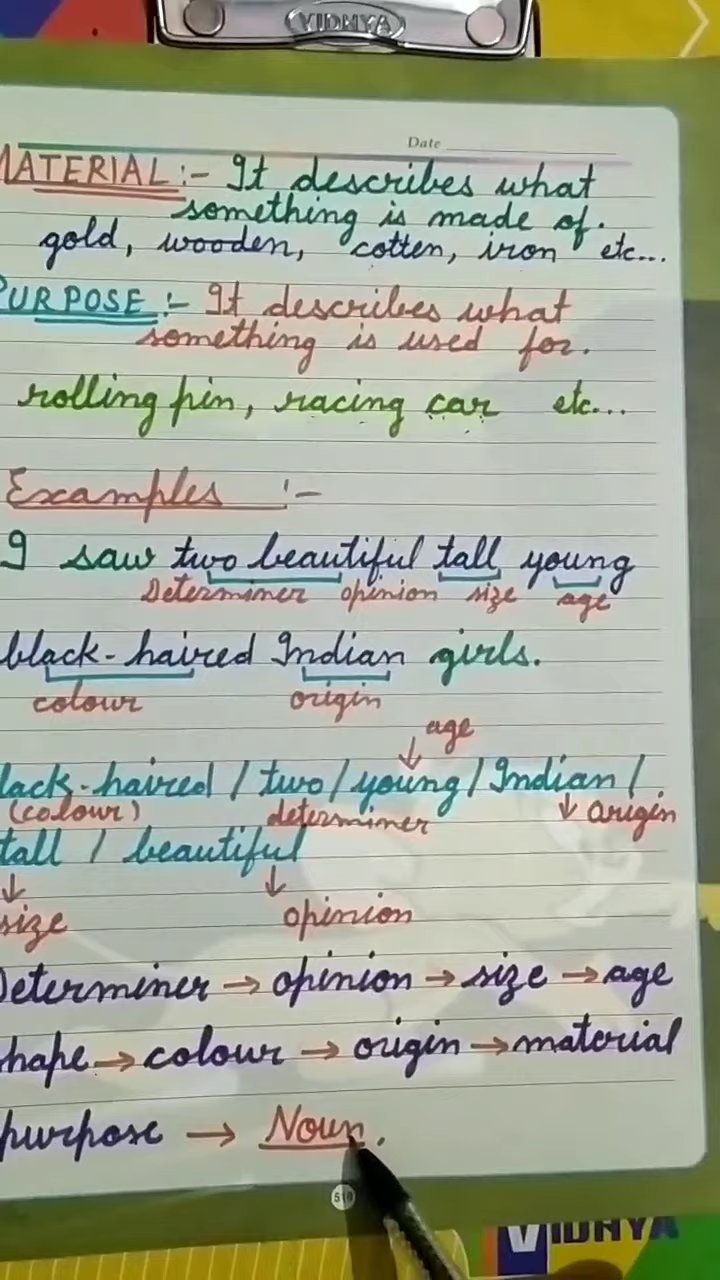 VIDHYA
Date
MATERIAL :- It describes what
something is made of.
gold, wooden, cotten, iron etc...
PURPOSE :- It describes what
something is used for.
rolling pin, racing car etc...
Examples :-
I saw two beautiful tall young
Determiner opinion size age
black-haired Indian girls.
colour origin
age
lack-haired / two / young / Indian /
(colour) determiner origin
tall / beautiful
size opinion
Determiner → opinion → size → age
hape → colour → origin → material
purpose → Noun.
510
VIDHYA